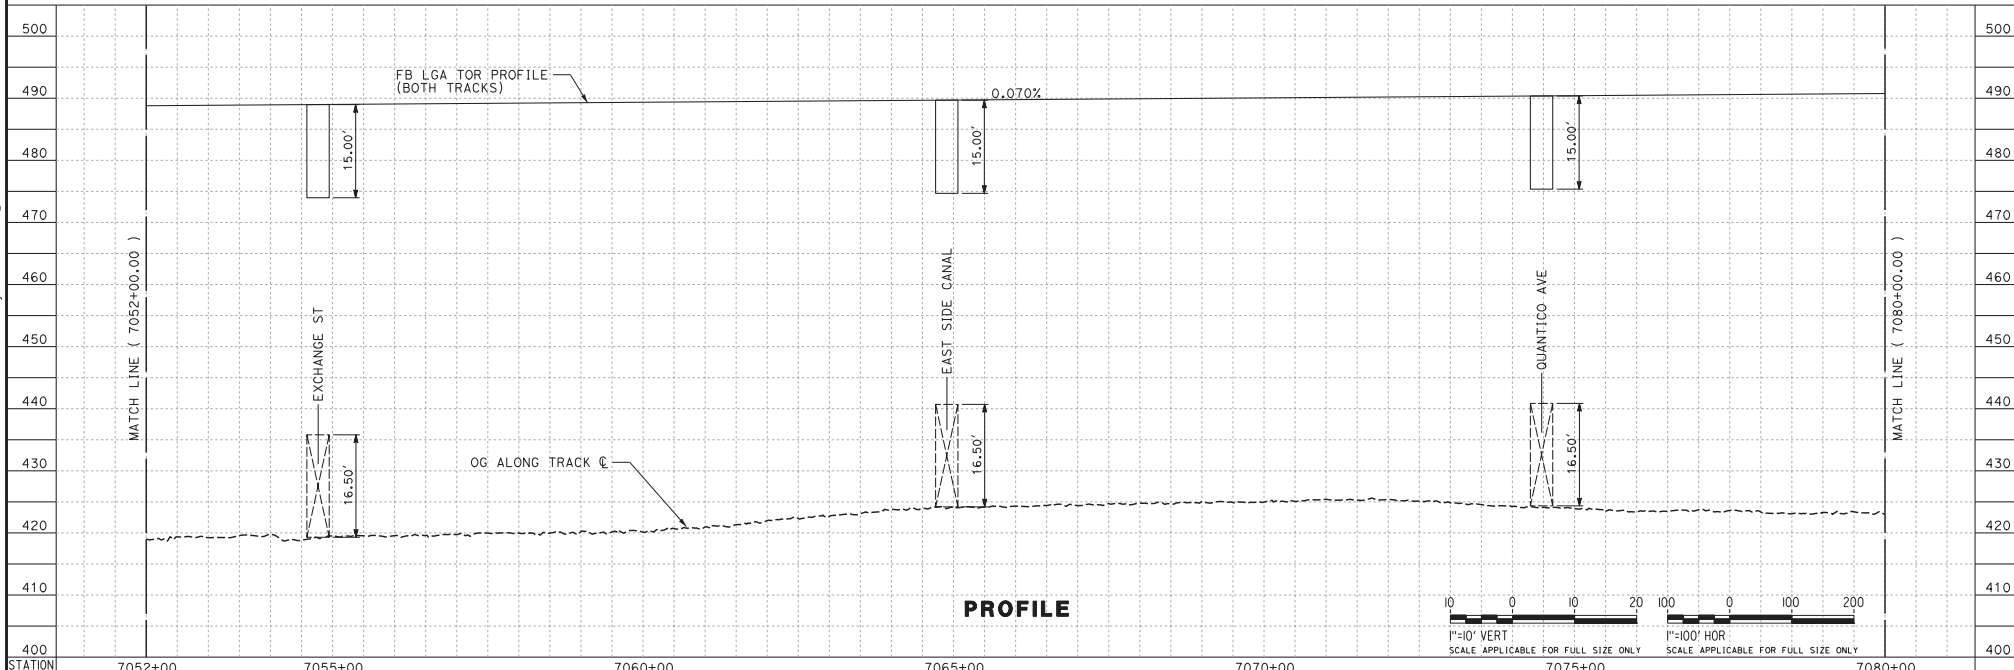 500
490
480
470
460
450
440
430
420
410
400
STATION
MATCH LINE ( 7052+00.00 )
FB LGA TOR PROFILE
(BOTH TRACKS)
0.070%
15.00'
15.00'
15.00'
EXCHANGE ST
EAST SIDE CANAL
QUANTICO AVE
16.50'
16.50'
16.50'
OG ALONG TRACK ℄
MATCH LINE ( 7080+00.00 )
500
490
480
470
460
450
440
430
420
410
400
PROFILE
10 0 10 20
1"=10' VERT
SCALE APPLICABLE FOR FULL SIZE ONLY
100 0 100 200
1"=100' HOR
SCALE APPLICABLE FOR FULL SIZE ONLY
7052+00 7055+00 7060+00 7065+00 7070+00 7075+00 7080+00